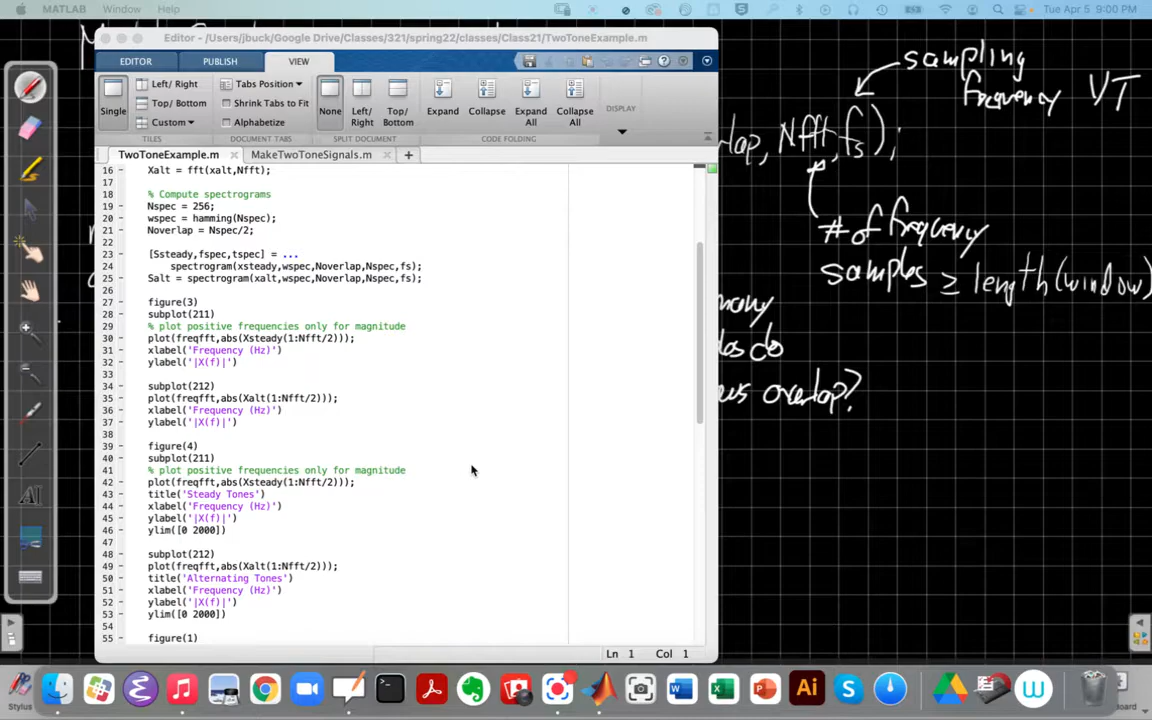 MATLAB Window Help Tue Apr 5 9:00 PM
Editor - /Users/jbuck/Google Drive/Classes/321/spring22/classes/Class21/TwoToneExample.m
EDITOR PUBLISH VIEW
Left/ Right
Top/ Bottom
Custom
Single
TILES
Tabs Position
Shrink Tabs to Fit
Alphabetize
DOCUMENT TABS
None
Left/ Right
Top/ Bottom
SPLIT DOCUMENT
Expand Collapse Expand All Collapse All
CODE FOLDING
DISPLAY
TwoToneExample.m MakeTwoToneSignals.m
16 - Xalt = fft(xalt,Nfft);
17
18 % Compute spectrograms
19 - Nspec = 256;
20 - wspec = hamming(Nspec);
21 - Noverlap = Nspec/2;
22
23 - [Ssteady,fspec,tspec] = ...
24 spectrogram(xsteady,wspec,Noverlap,Nspec,fs);
25 - Salt = spectrogram(xalt,wspec,Noverlap,Nspec,fs);
26
27 - figure(3)
28 - subplot(211)
29 % plot positive frequencies only for magnitude
30 - plot(freqfft,abs(Xsteady(1:Nfft/2)));
31 - xlabel('Frequency (Hz)')
32 - ylabel('|X(f)|')
33
34 - subplot(212)
35 - plot(freqfft,abs(Xalt(1:Nfft/2)));
36 - xlabel('Frequency (Hz)')
37 - ylabel('|X(f)|')
38
39 - figure(4)
40 - subplot(211)
41 % plot positive frequencies only for magnitude
42 - plot(freqfft,abs(Xsteady(1:Nfft/2)));
43 - title('Steady Tones')
44 - xlabel('Frequency (Hz)')
45 - ylabel('|X(f)|')
46 - ylim([0 2000])
47
48 - subplot(212)
49 - plot(freqfft,abs(Xalt(1:Nfft/2)));
50 - title('Alternating Tones')
51 - xlabel('Frequency (Hz)')
52 - ylabel('|X(f)|')
53 - ylim([0 2000])
54
55 - figure(1)
Ln 1 Col 1
sampling
frequency 1/T
lap, Nfft, fs);
# of frequency
samples ≥ length(window)
many
les do
ws overlap?
Stylus